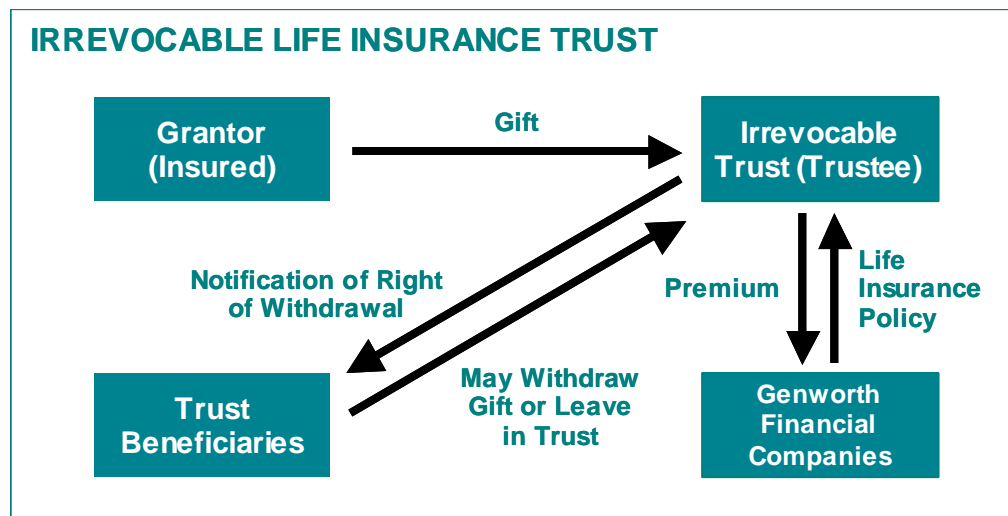 IRREVOCABLE LIFE INSURANCE TRUST
Grantor
(Insured)
Gift
Irrevocable
Trust (Trustee)
Notification of Right
of Withdrawal
Premium
Life
Insurance
Policy
May Withdraw
Gift or Leave
in Trust
Trust
Beneficiaries
Genworth
Financial
Companies